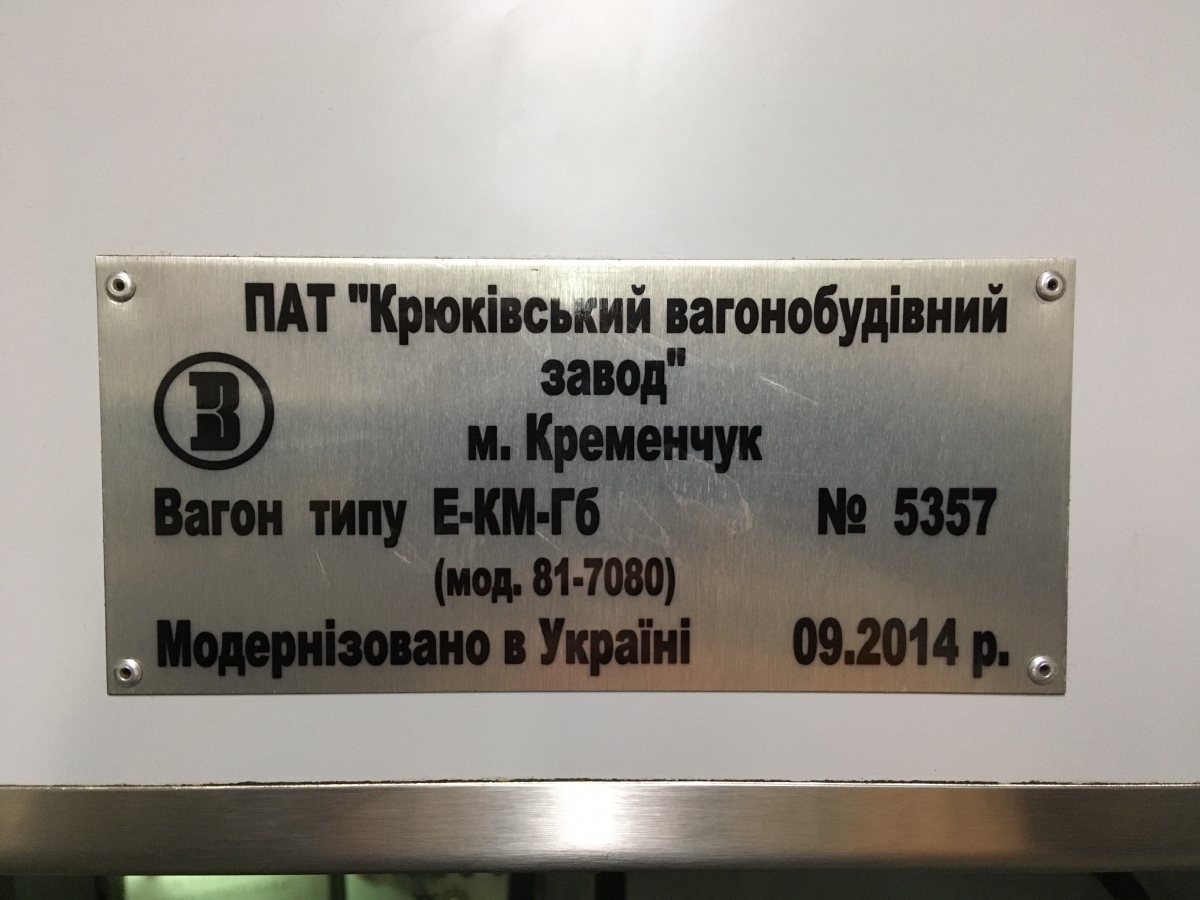 ПАТ "Крюківський вагонобудівний
завод"
В
м. Кременчук
Вагон типу Е-КМ-Гб № 5357
(мод. 81-7080)
Модернізовано в Україні 09.2014 р.